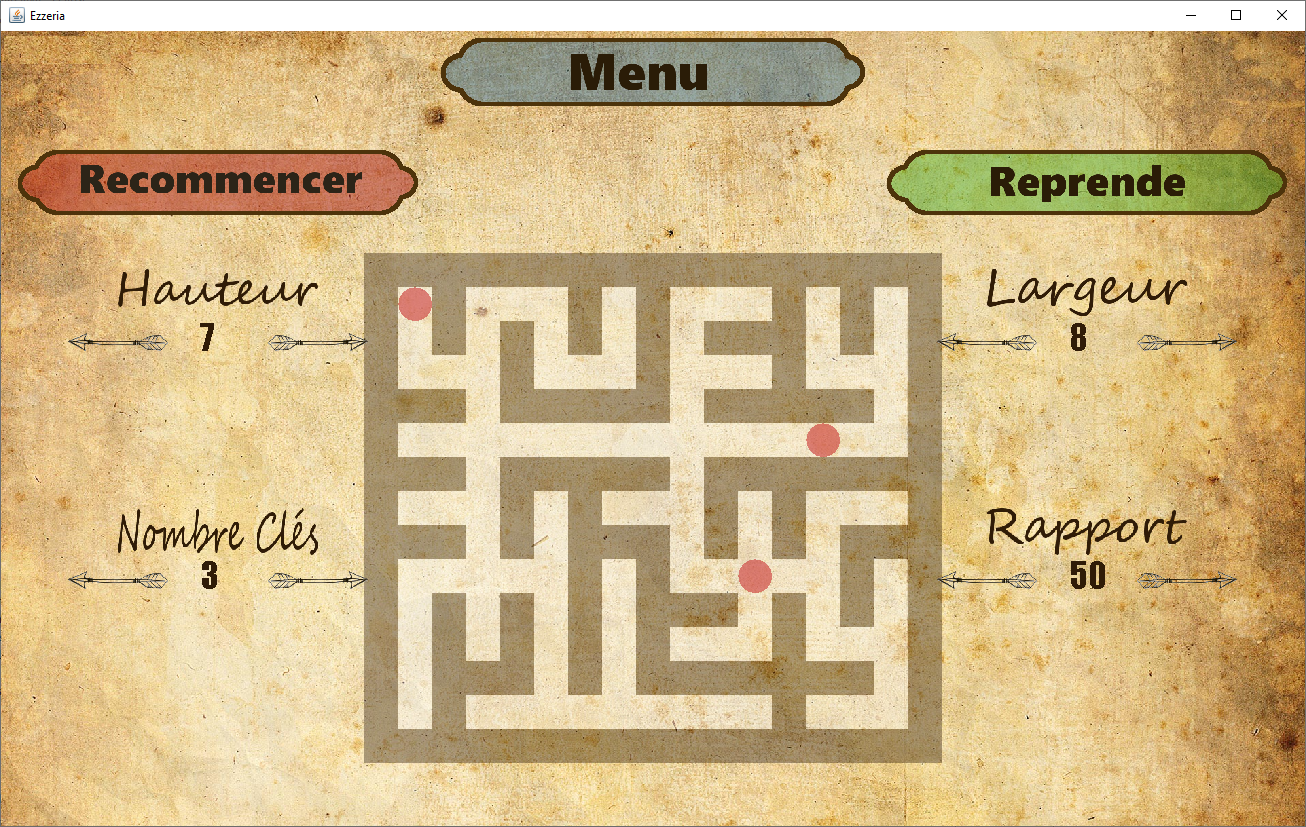 Ezzeria
Menu
Recommencer
Reprende
Hauteur
7
Largeur
8
Nombre Clés
3
Rapport
50